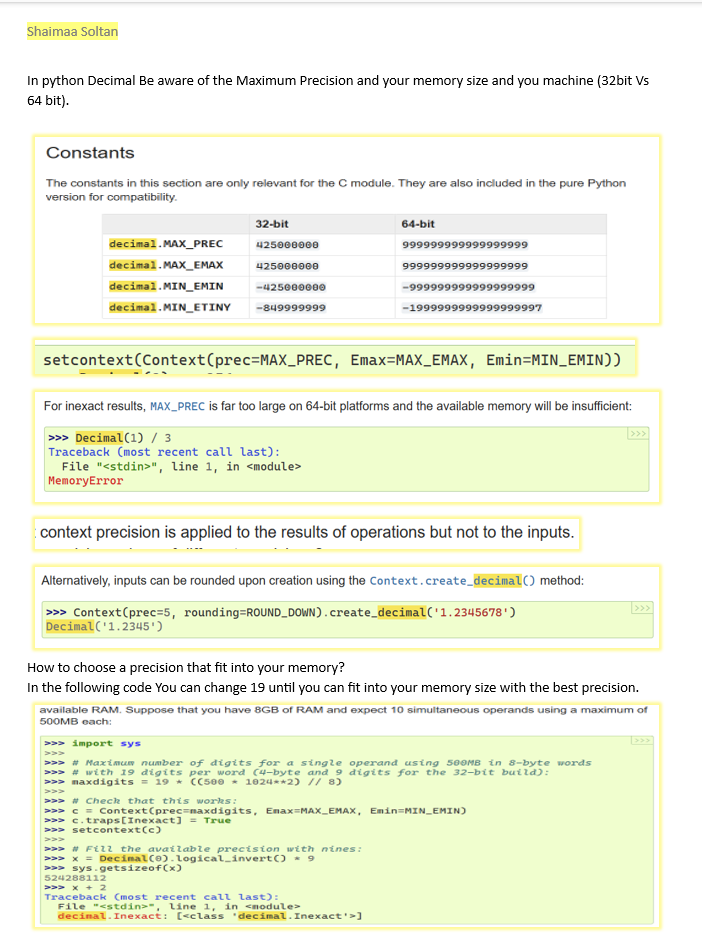 Shaimaa Soltan
In python Decimal Be aware of the Maximum Precision and your memory size and you machine (32bit Vs
64 bit).
Constants
The constants in this section are only relevant for the C module. They are also included in the pure Python
version for compatibility.
32-bit 64-bit
decimal.MAX_PREC 425000000 999999999999999999
decimal.MAX_EMAX 425000000 999999999999999999
decimal.MIN_EMIN -425000000 -999999999999999999
decimal.MIN_ETINY -849999999 -1999999999999999997
setcontext(Context(prec=MAX_PREC, Emax=MAX_EMAX, Emin=MIN_EMIN))
For inexact results, MAX_PREC is far too large on 64-bit platforms and the available memory will be insufficient:
>>>
>>> Decimal(1) / 3
Traceback (most recent call last):
File "<stdin>", line 1, in <module>
MemoryError
context precision is applied to the results of operations but not to the inputs.
Alternatively, inputs can be rounded upon creation using the Context.create_decimal() method:
>>>
>>> Context(prec=5, rounding=ROUND_DOWN).create_decimal('1.2345678')
Decimal('1.2345')
How to choose a precision that fit into your memory?
In the following code You can change 19 until you can fit into your memory size with the best precision.
available RAM. Suppose that you have 8GB of RAM and expect 10 simultaneous operands using a maximum of
500MB each:
>>>
>>> import sys
>>>
>>> # Maximum number of digits for a single operand using 500MB in 8-byte words
>>> # with 19 digits per word (4-byte and 9 digits for the 32-bit build):
>>> maxdigits = 19 * ((500 * 1024**2) // 8)
>>>
>>> # Check that this works:
>>> c = Context(prec=maxdigits, Emax=MAX_EMAX, Emin=MIN_EMIN)
>>> c.traps[Inexact] = True
>>> setcontext(c)
>>>
>>> # Fill the available precision with nines:
>>> x = Decimal(0).logical_invert() * 9
>>> sys.getsizeof(x)
524288112
>>> x + 2
Traceback (most recent call last):
File "<stdin>", line 1, in <module>
decimal.Inexact: [<class 'decimal.Inexact'>]